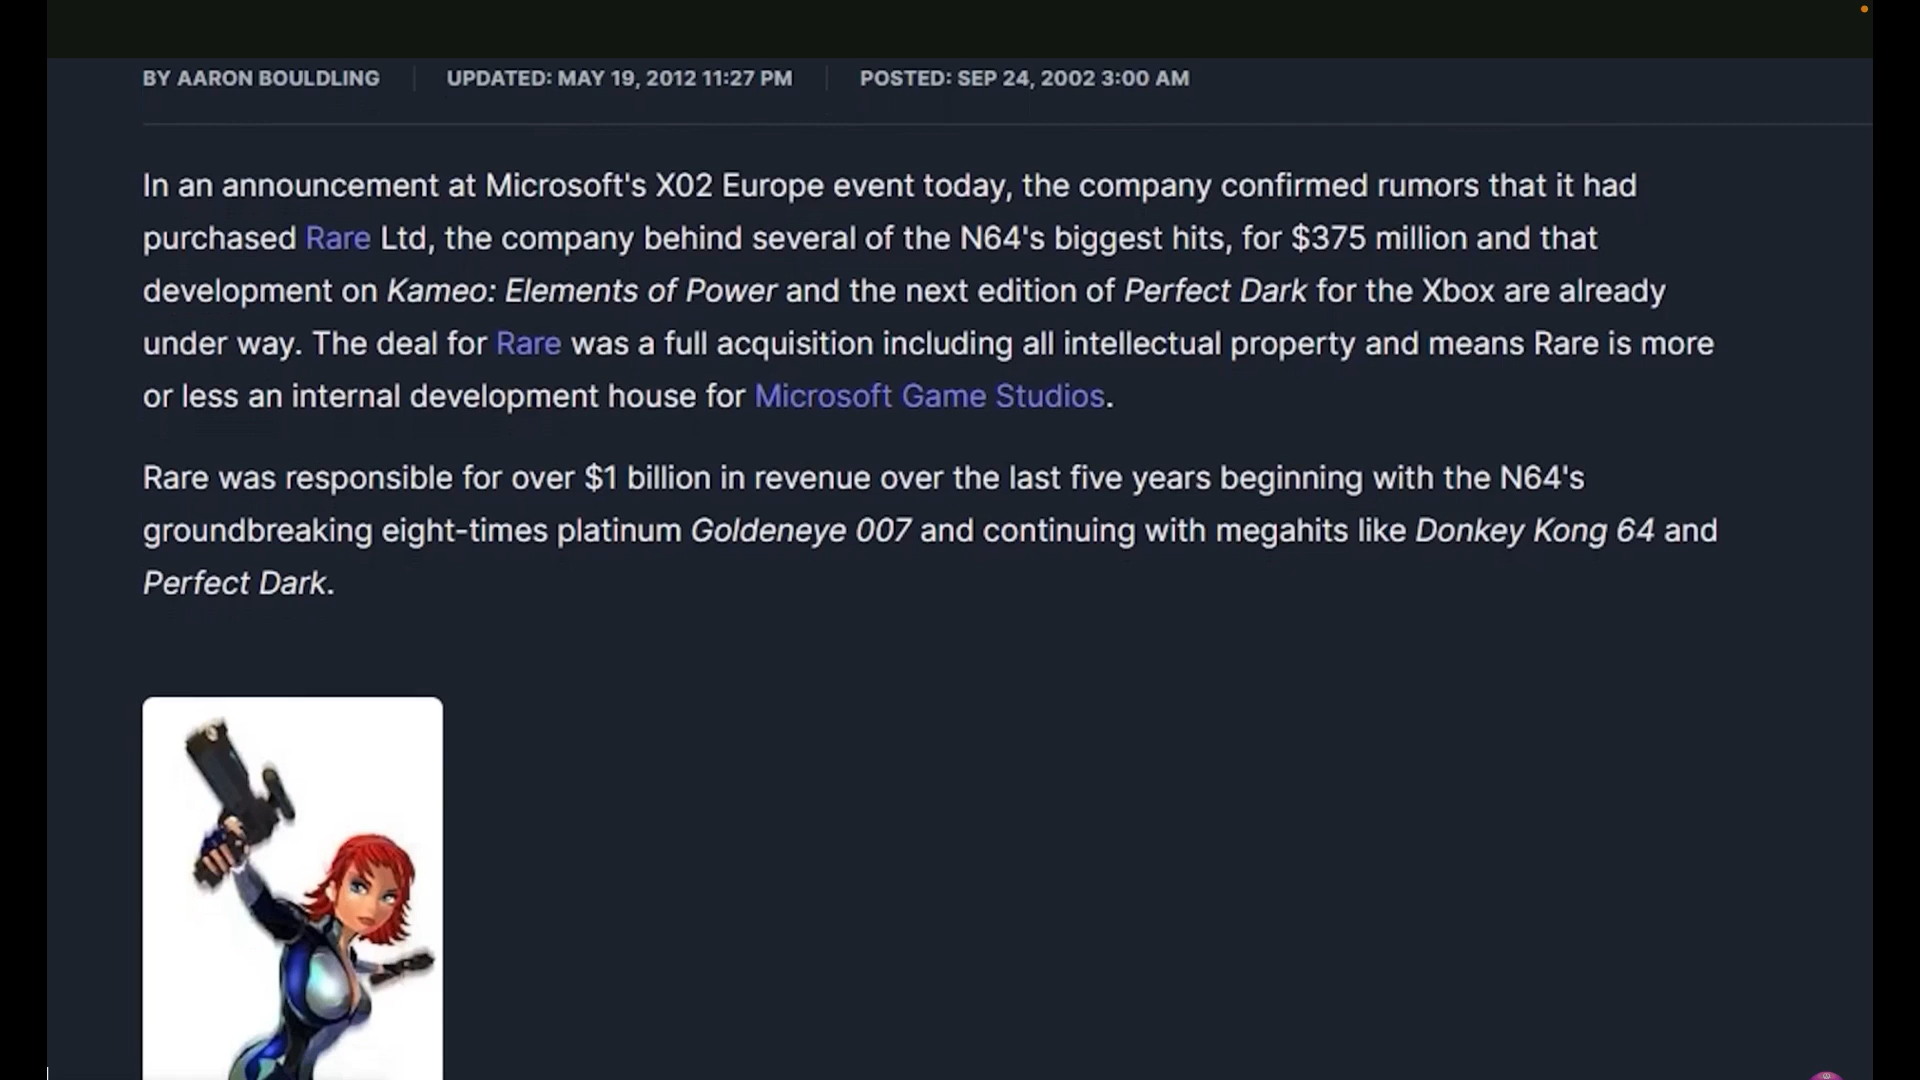 BY AARON BOULDLING
UPDATED: MAY 19, 2012 11:27 PM
POSTED: SEP 24, 2002 3:00 AM
In an announcement at Microsoft's X02 Europe event today, the company confirmed rumors that it had
purchased Rare Ltd, the company behind several of the N64's biggest hits, for $375 million and that
development on Kameo: Elements of Power and the next edition of Perfect Dark for the Xbox are already
under way. The deal for Rare was a full acquisition including all intellectual property and means Rare is more
or less an internal development house for Microsoft Game Studios.
Rare was responsible for over $1 billion in revenue over the last five years beginning with the N64's
groundbreaking eight-times platinum Goldeneye 007 and continuing with megahits like Donkey Kong 64 and
Perfect Dark.